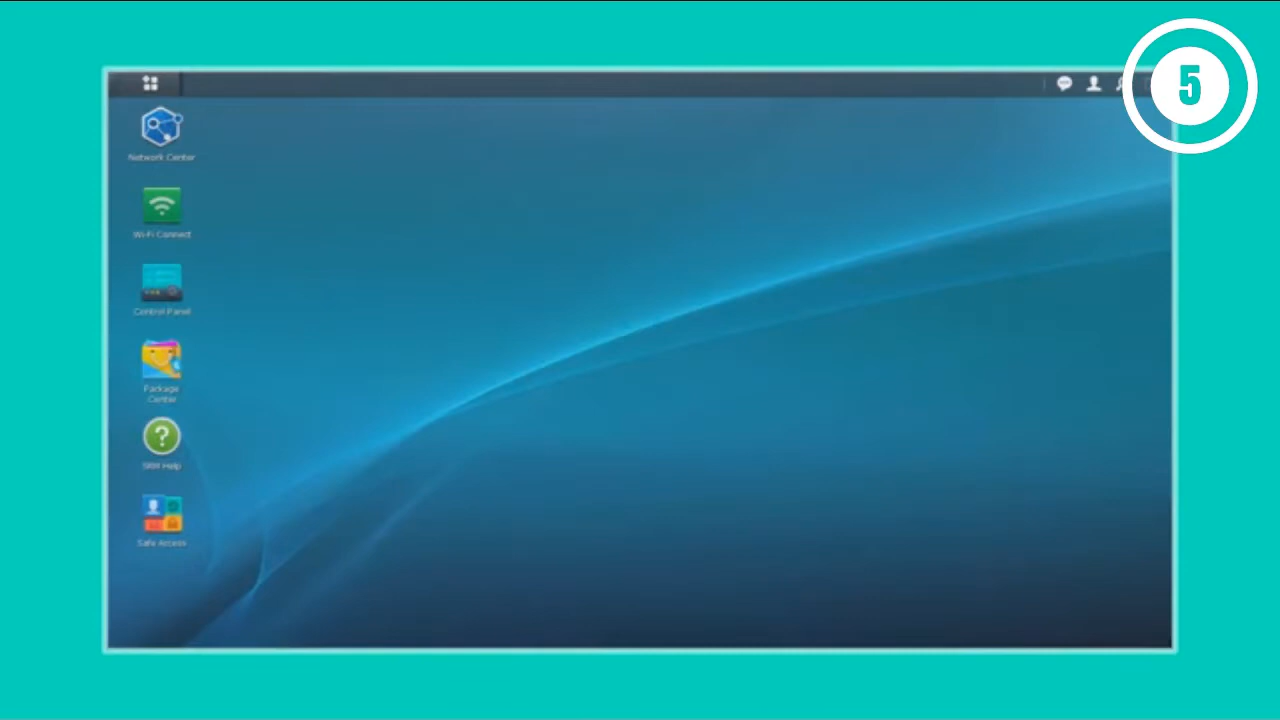 5
Network Center
Wi-Fi Connect
Control Panel
Package
Center
SRM Help
Safe Access